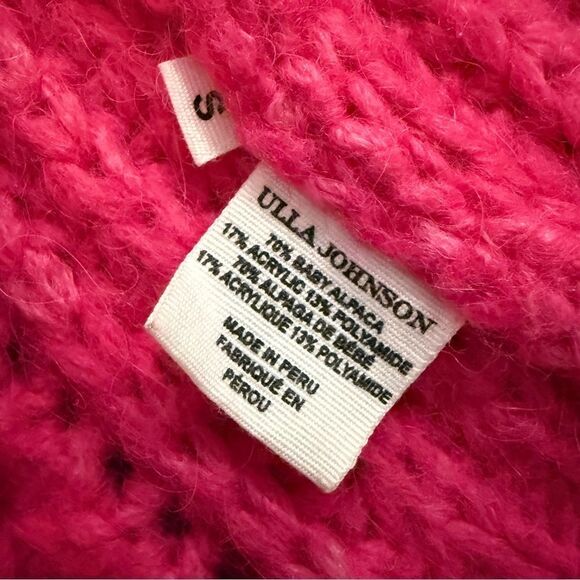 S
ULLA JOHNSON
70% BABY ALPACA
17% ACRYLIC 13% POLYAMIDE
70% ALPAGA DE BÉBÉ
17% ACRYLIQUE 13% POLYAMIDE
MADE IN PERU
FABRIQUÉ EN
PÉROU